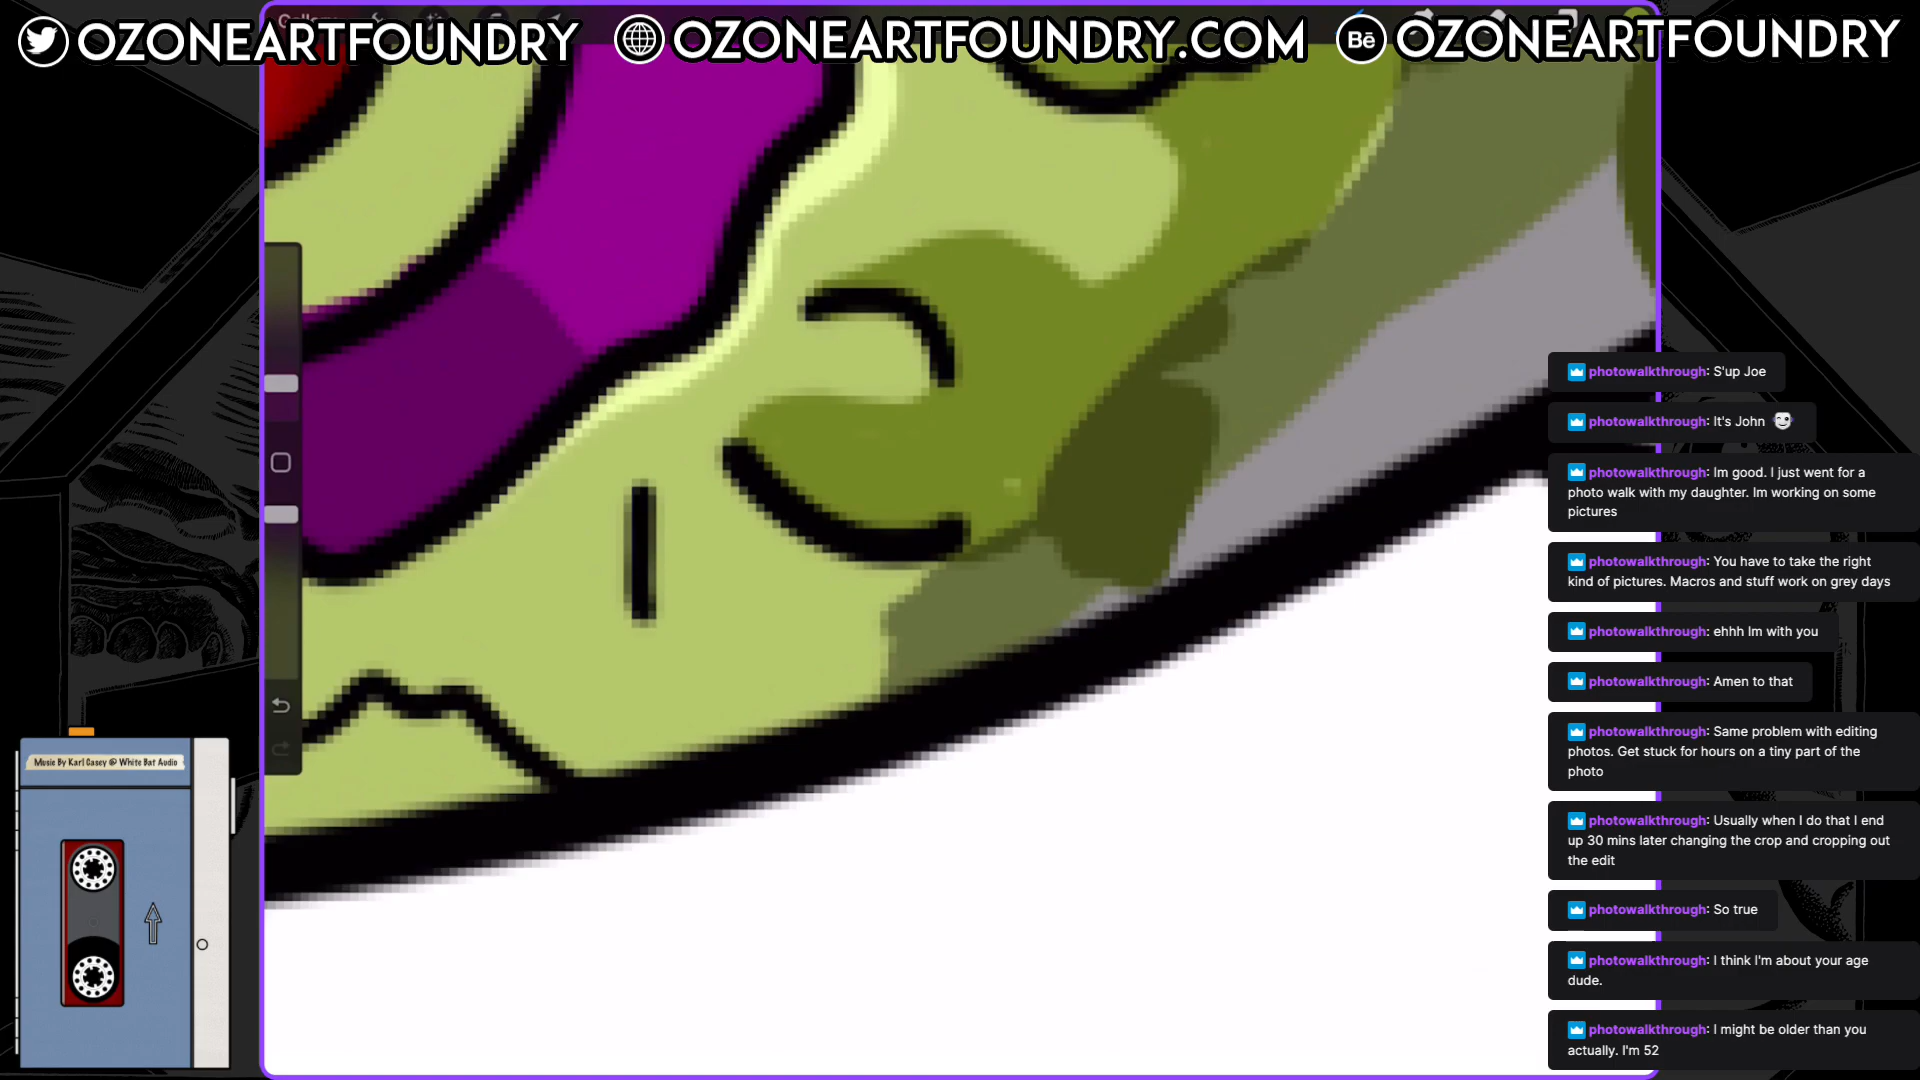 OZONEARTFOUNDRY
OZONEARTFOUNDRY.COM
Bē OZONEARTFOUNDRY
photowalkthrough: S'up Joe
photowalkthrough: It's John
photowalkthrough: Im good. I just went for a
photo walk with my daughter. Im working on some
pictures
photowalkthrough: You have to take the right
kind of pictures. Macros and stuff work on grey days
photowalkthrough: ehhh Im with you
photowalkthrough: Amen to that
photowalkthrough: Same problem with editing
photos. Get stuck for hours on a tiny part of the
photo
photowalkthrough: Usually when I do that I end
up 30 mins later changing the crop and cropping out
the edit
photowalkthrough: So true
photowalkthrough: I think I'm about your age
dude.
photowalkthrough: I might be older than you
actually. I'm 52
Music By Karl Casey @ White Bat Audio